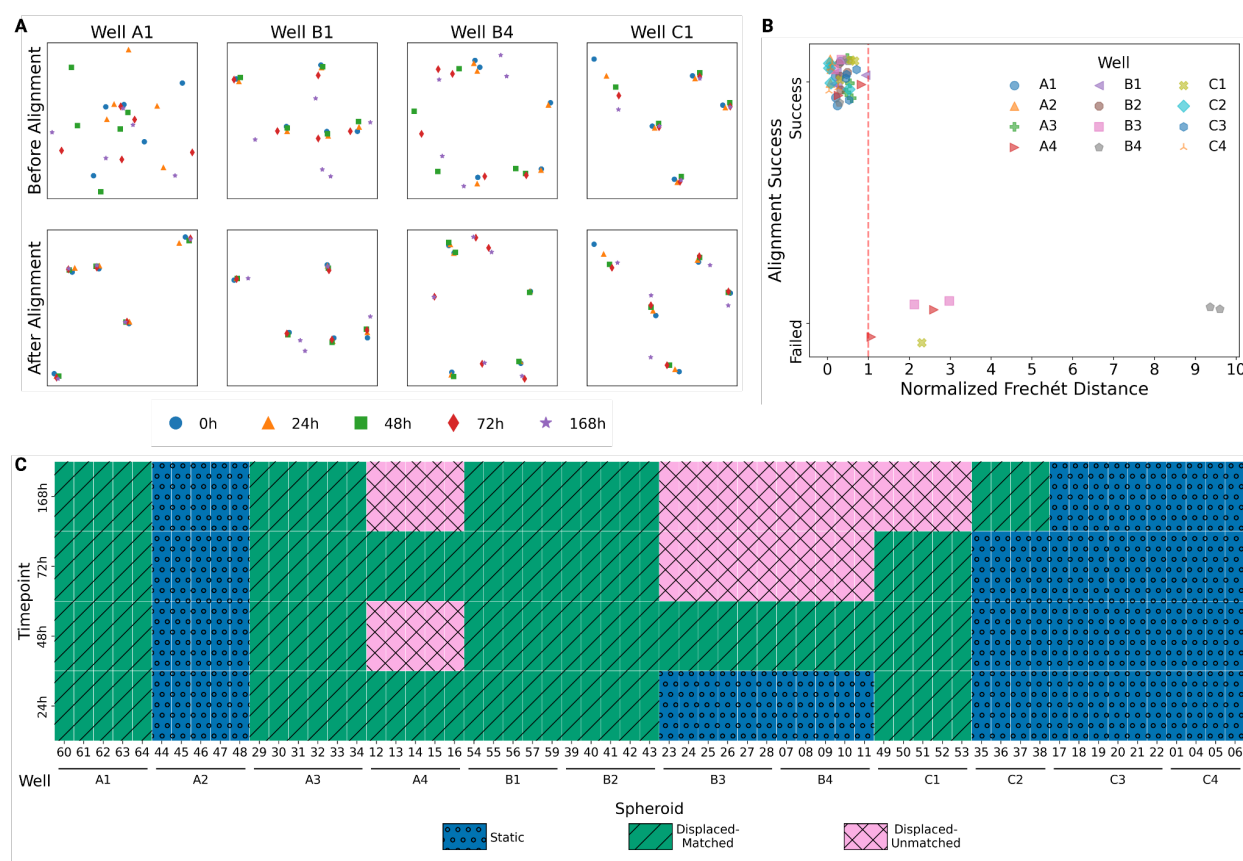 A
Well A1
Well B1
Well B4
Well C1
Before Alignment
After Alignment
0h
24h
48h
72h
168h
B
Alignment Success
Success
Failed
Well
A1
B1
C1
A2
B2
C2
A3
B3
C3
A4
B4
C4
0 1 2 3 4 5 6 7 8 9 10
Normalized Frechét Distance
C
Timepoint
168h
72h
48h
24h
60 61 62 63 64 44 45 46 47 48 29 30 31 32 33 34 12 13 14 15 16 54 55 56 57 59 39 40 41 42 43 23 24 25 26 27 28 07 08 09 10 11 49 50 51 52 53 35 36 37 38 17 18 19 20 21 22 01 04 05 06
Well A1 A2 A3 A4 B1 B2 B3 B4 C1 C2 C3 C4
Spheroid
Static
Displaced-
Matched
Displaced-
Unmatched